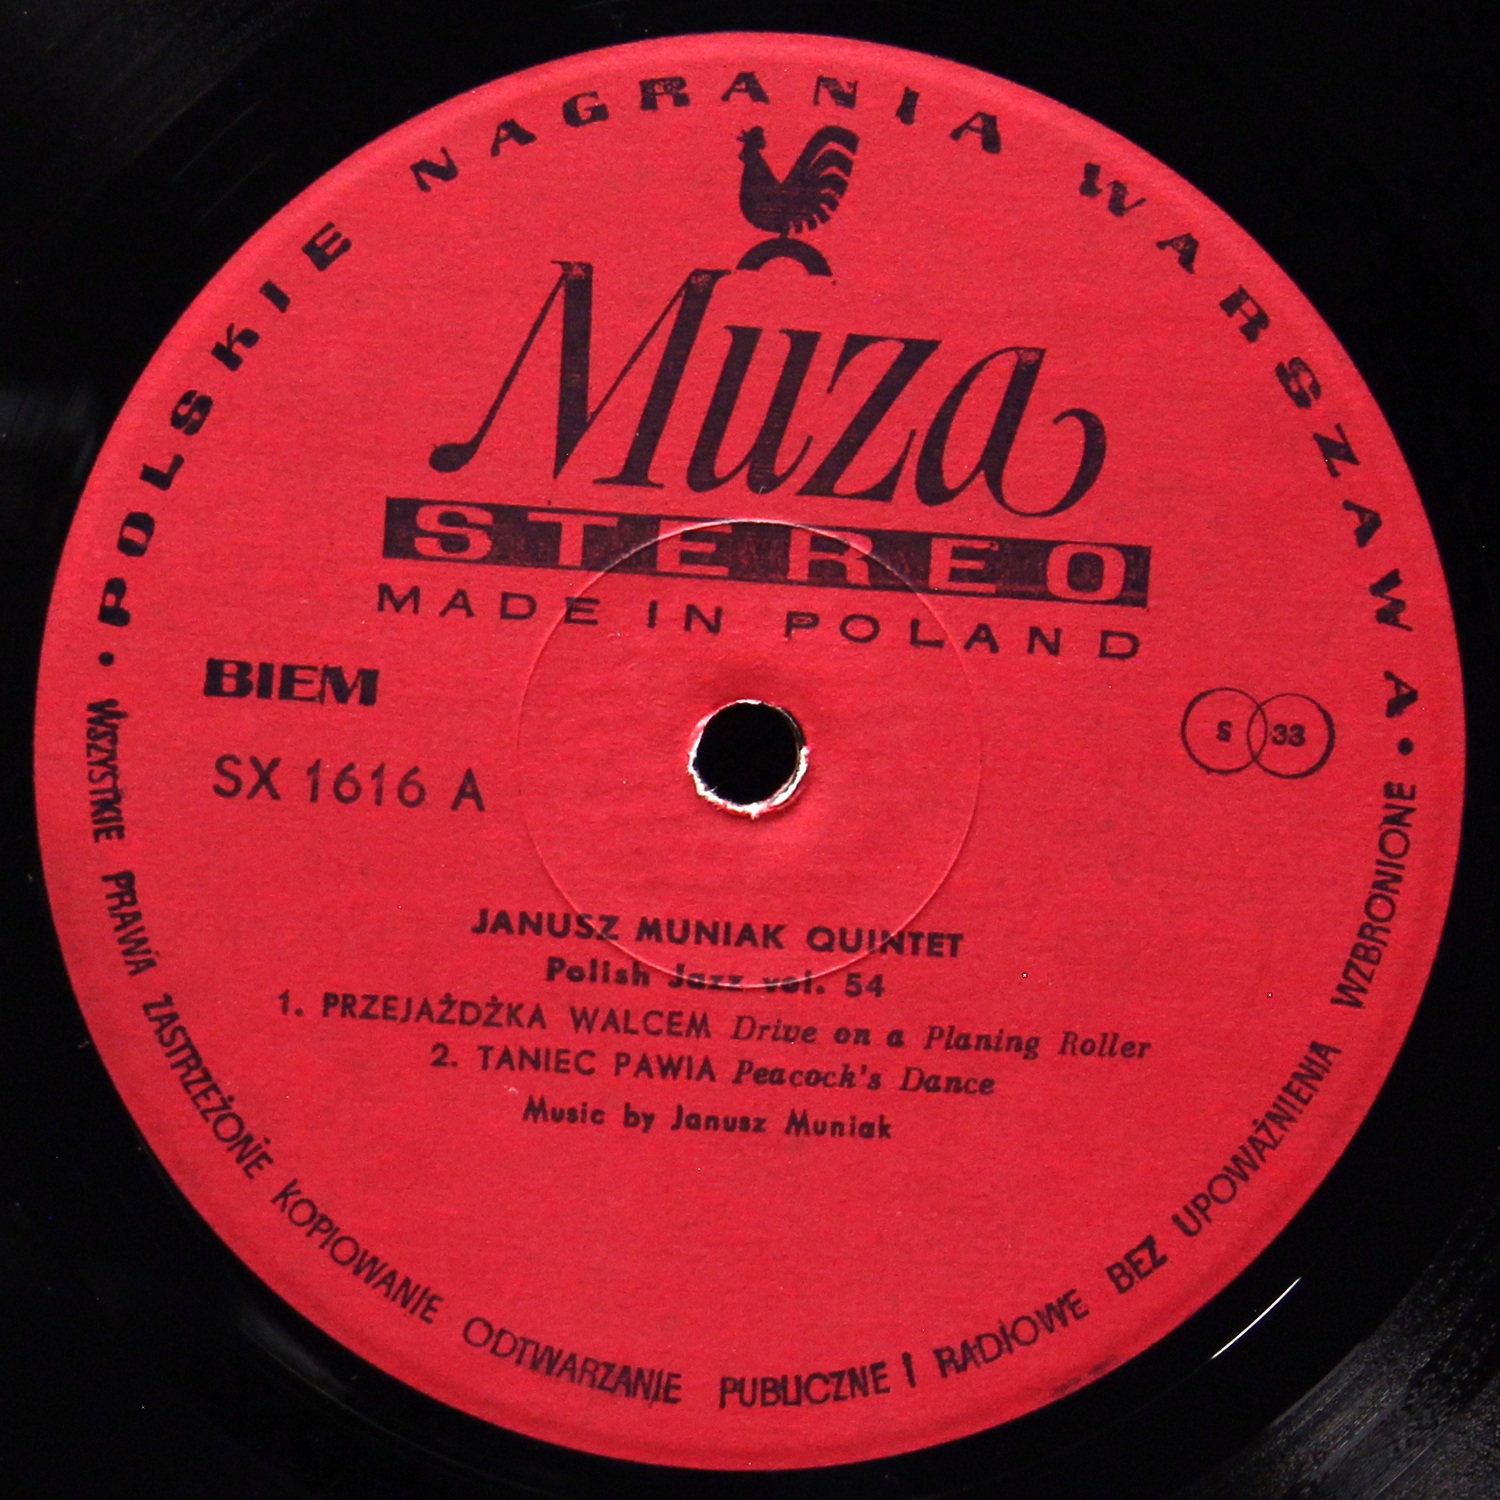 POLSKIE NAGRANIA WARSZAWA
Muza
STEREO
MADE IN POLAND
BIEM
S 33
SX 1616 A
JANUSZ MUNIAK QUINTET
Polish Jazz vol. 54
1. PRZEJAŻDŻKA WALCEM Drive on a Planing Roller
2. TANIEC PAWIA Peacock's Dance
Music by Janusz Muniak
WSZYSTKIE PRAWA ZASTRZEŻONE KOPIOWANIE ODTWARZANIE PUBLICZNE I RADIOWE BEZ UPOWAŻNIENIA WZBRONIONE